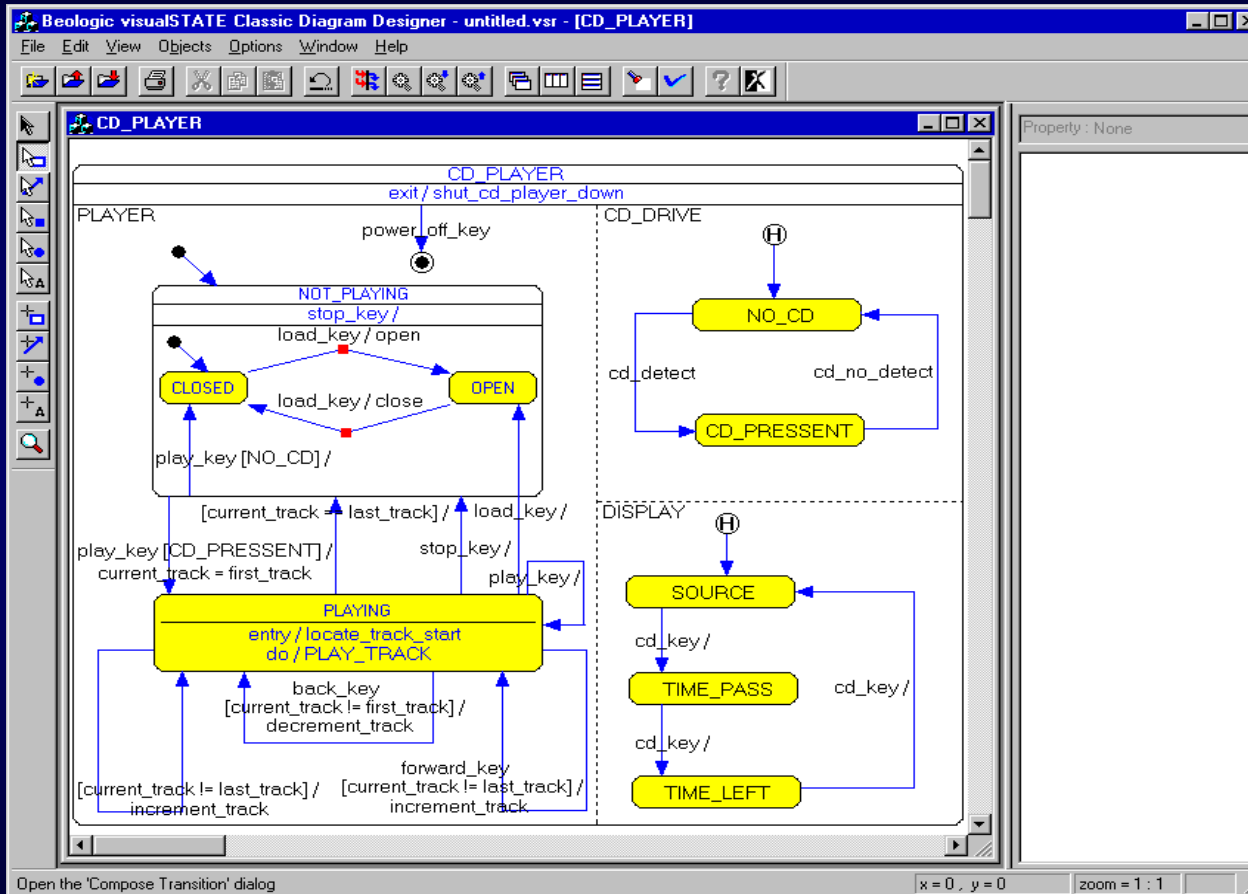 Beologic visualSTATE Classic Diagram Designer - untitled.vsr - [CD_PLAYER]
File Edit View Objects Options Window Help
CD_PLAYER
Property : None
CD_PLAYER
exit / shut_cd_player_down
PLAYER
power_off_key
NOT_PLAYING
stop_key /
load_key / open
CLOSED
OPEN
load_key / close
play_key [NO_CD] /
[current_track == last_track] /
load_key /
play_key [CD_PRESSENT] /
current_track = first_track
stop_key /
play_key /
PLAYING
entry / locate_track_start
do / PLAY_TRACK
back_key
[current_track != first_track] /
decrement_track
[current_track != last_track] /
increment_track
forward_key
[current_track != last_track] /
increment_track
CD_DRIVE
H
NO_CD
cd_detect
cd_no_detect
CD_PRESSENT
DISPLAY
H
SOURCE
cd_key /
TIME_PASS
cd_key /
cd_key /
TIME_LEFT
Open the 'Compose Transition' dialog
x = 0 , y = 0
zoom = 1 : 1